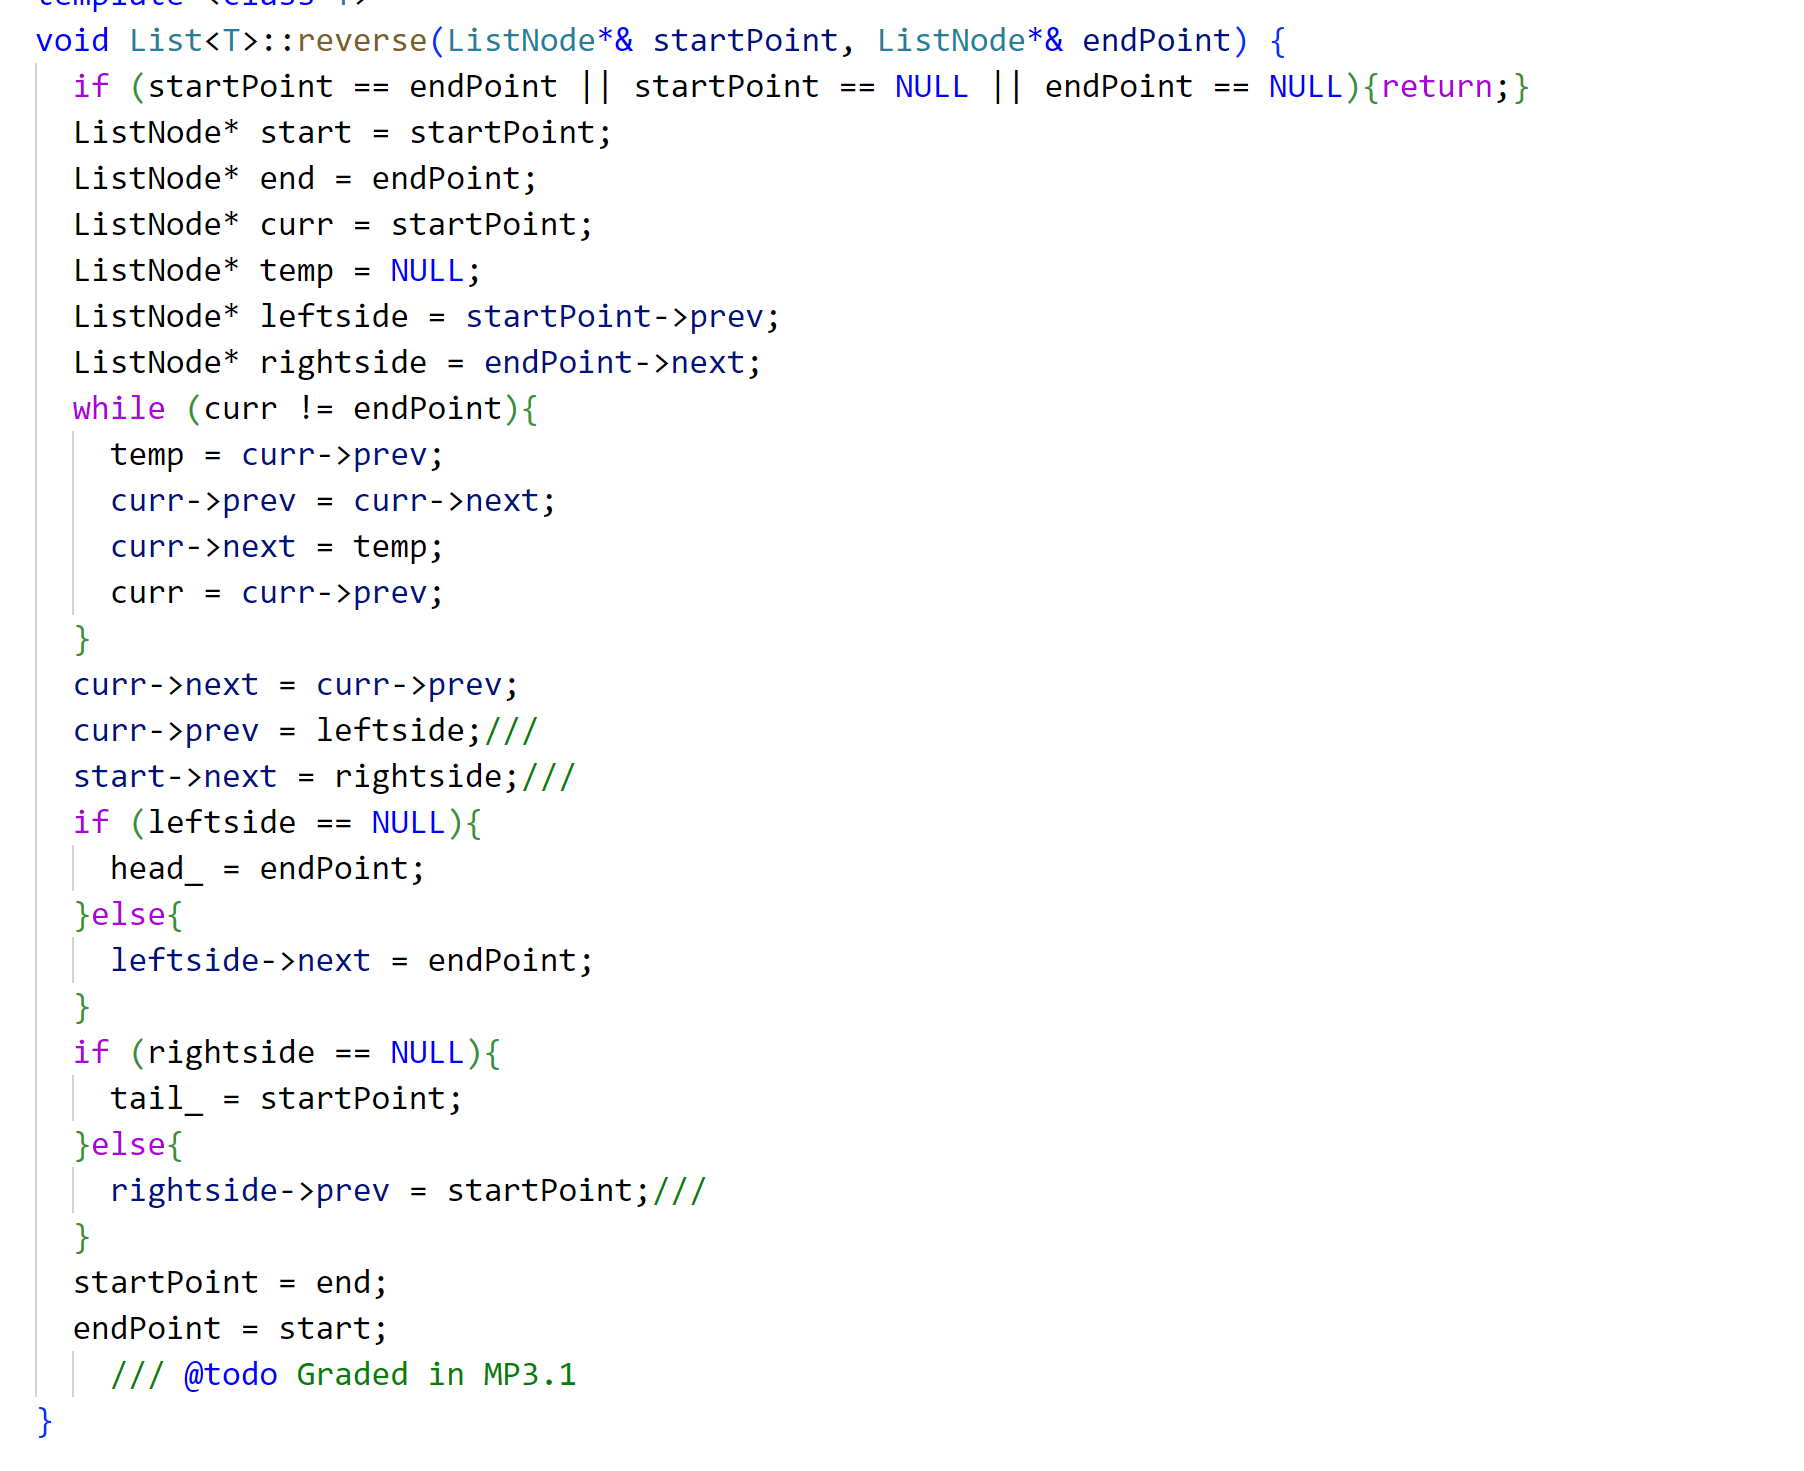 template <class T>
void List<T>::reverse(ListNode*& startPoint, ListNode*& endPoint) {
if (startPoint == endPoint || startPoint == NULL || endPoint == NULL){return;}
ListNode* start = startPoint;
ListNode* end = endPoint;
ListNode* curr = startPoint;
ListNode* temp = NULL;
ListNode* leftside = startPoint->prev;
ListNode* rightside = endPoint->next;
while (curr != endPoint){
temp = curr->prev;
curr->prev = curr->next;
curr->next = temp;
curr = curr->prev;
}
curr->next = curr->prev;
curr->prev = leftside;///
start->next = rightside;///
if (leftside == NULL){
head_ = endPoint;
}else{
leftside->next = endPoint;
}
if (rightside == NULL){
tail_ = startPoint;
}else{
rightside->prev = startPoint;///
}
startPoint = end;
endPoint = start;
/// @todo Graded in MP3.1
}